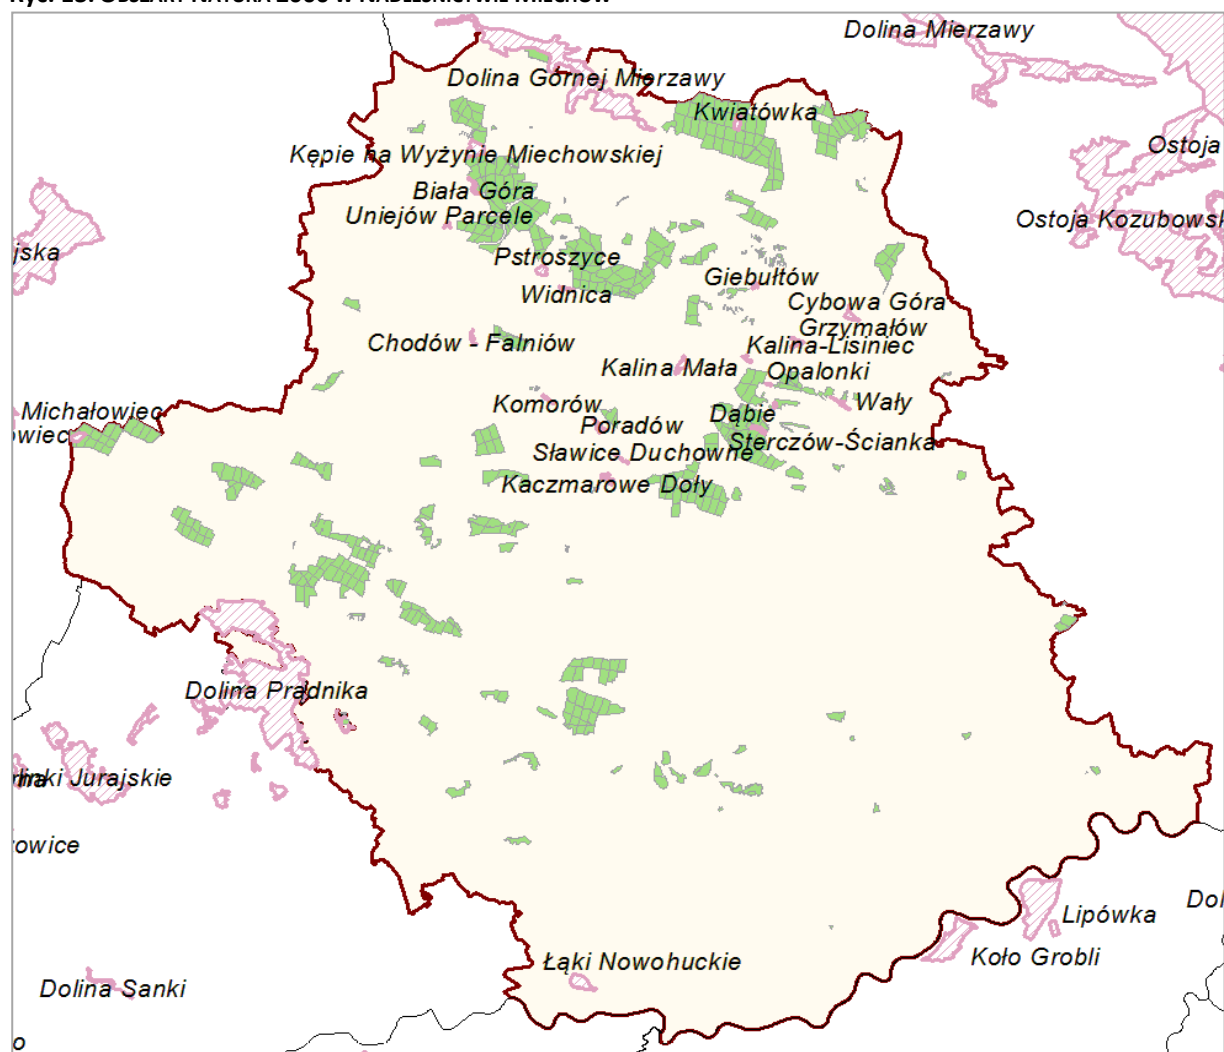 Dolina Mierzawy
Dolina Górnej Mierzawy
Kwiatówka
Ostoja
Kępie na Wyżynie Miechowskiej
Biała Góra
Uniejów Parcele
Ostoja Kozubowsk
jska
Pstroszyce
Giebułtów
Widnica
Cybowa Góra
Grzymałów
Chodów - Falniów
Kalina-Lisiniec
Kalina Mała
Opalonki
Komorów
Wały
Michałowiec
Dąbie
Poradów
owiec
Sterczów-Ścianka
Sławice Duchowne
Kaczmarowe Doły
Dolina Prądnika
linki Jurajskie
owice
Dol
Lipówka
Koło Grobli
Łąki Nowohuckie
Dolina Sanki
o